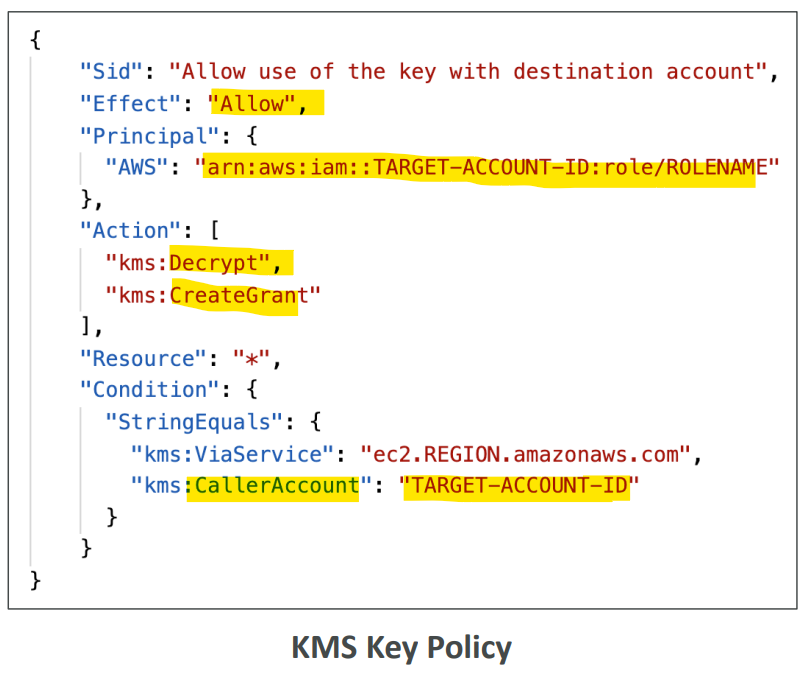 {
"Sid": "Allow use of the key with destination account",
"Effect": "Allow",
"Principal": {
"AWS": "arn:aws:iam::TARGET-ACCOUNT-ID:role/ROLENAME"
},
"Action": [
"kms:Decrypt",
"kms:CreateGrant"
],
"Resource": "*",
"Condition": {
"StringEquals": {
"kms:ViaService": "ec2.REGION.amazonaws.com",
"kms:CallerAccount": "TARGET-ACCOUNT-ID"
}
}
}
KMS Key Policy